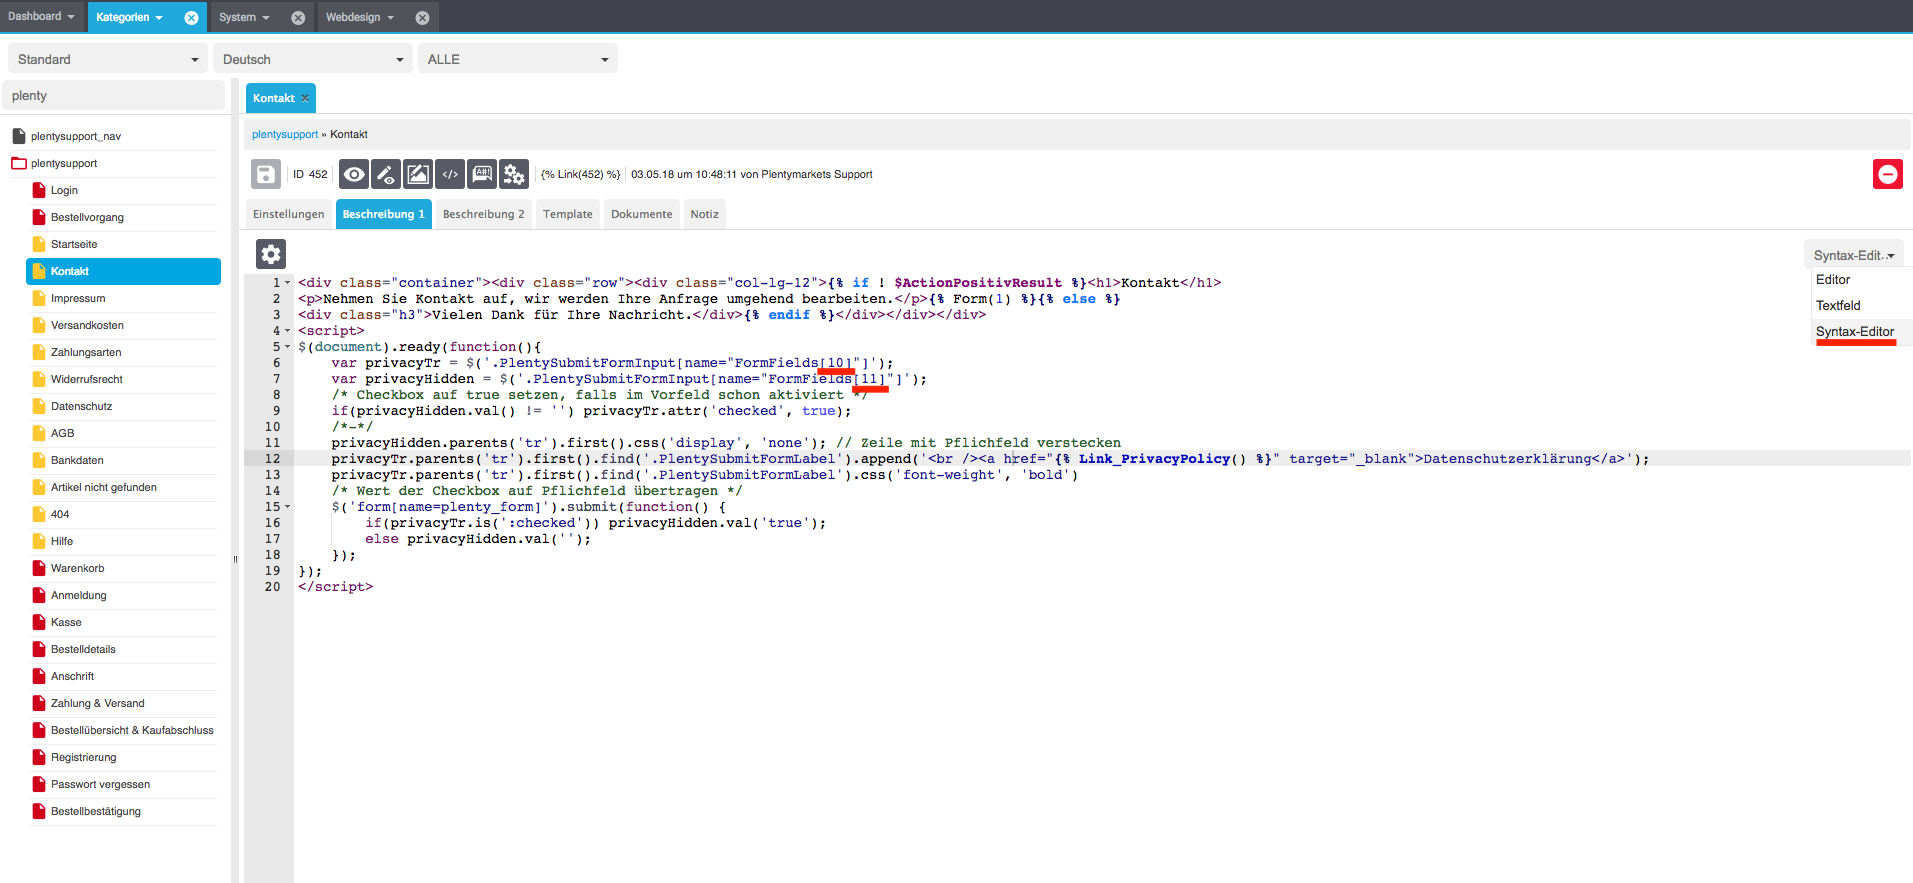 Dashboard Kategorien System Webdesign
Standard Deutsch ALLE
plenty
Kontakt
plentysupport » Kontakt
ID 452 </> A#! {% Link(452) %} 03.05.18 um 10:48:11 von Plentymarkets Support
Einstellungen Beschreibung 1 Beschreibung 2 Template Dokumente Notiz
plentysupport_nav
plentysupport
Login
Bestellvorgang
Startseite
Kontakt
Impressum
Versandkosten
Zahlungsarten
Widerrufsrecht
Datenschutz
AGB
Bankdaten
Artikel nicht gefunden
404
Hilfe
Warenkorb
Anmeldung
Kasse
Bestelldetails
Anschrift
Zahlung & Versand
Bestellübersicht & Kaufabschluss
Registrierung
Passwort vergessen
Bestellbestätigung
Syntax-Edit..
Editor
Textfeld
Syntax-Editor
1 <div class="container"><div class="row"><div class="col-lg-12">{% if ! $ActionPositivResult %}<h1>Kontakt</h1>
2 <p>Nehmen Sie Kontakt auf, wir werden Ihre Anfrage umgehend bearbeiten.</p>{% Form(1) %}{% else %}
3 <div class="h3">Vielen Dank für Ihre Nachricht.</div>{% endif %}</div></div></div>
4 <script>
5 $(document).ready(function(){
6 var privacyTr = $('.PlentySubmitFormInput[name="FormFields[10]"]');
7 var privacyHidden = $('.PlentySubmitFormInput[name="FormFields[11]"]');
8 /* Checkbox auf true setzen, falls im Vorfeld schon aktiviert */
9 if(privacyHidden.val() != '') privacyTr.attr('checked', true);
10 /*-*/
11 privacyHidden.parents('tr').first().css('display', 'none'); // Zeile mit Pflichfeld verstecken
12 privacyTr.parents('tr').first().find('.PlentySubmitFormLabel').append('<br /><a href="{% Link_PrivacyPolicy() %}" target="_blank">Datenschutzerklärung</a>');
13 privacyTr.parents('tr').first().find('.PlentySubmitFormLabel').css('font-weight', 'bold')
14 /* Wert der Checkbox auf Pflichfeld übertragen */
15 $('form[name=plenty_form]').submit(function() {
16 if(privacyTr.is(':checked')) privacyHidden.val('true');
17 else privacyHidden.val('');
18 });
19 });
20 </script>